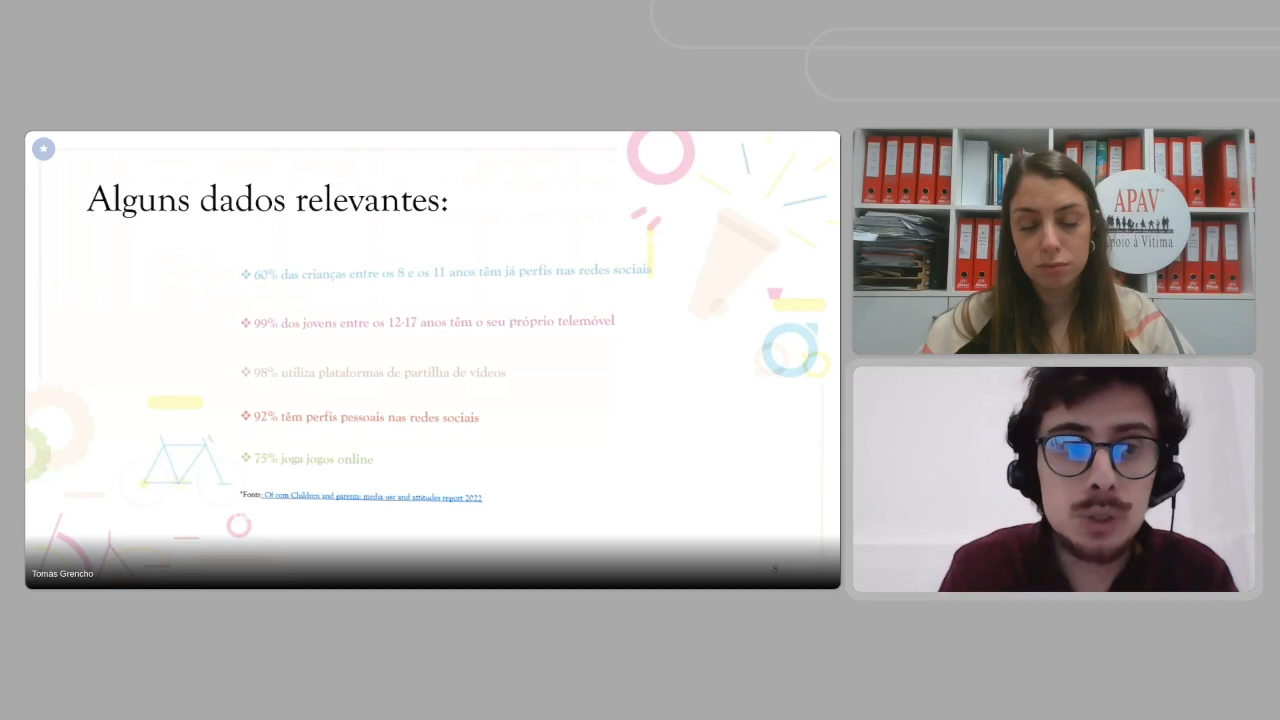 Alguns dados relevantes:
❖ 60% das crianças entre os 8 e os 11 anos têm já perfis nas redes sociais
❖ 99% dos jovens entre os 12-17 anos têm o seu próprio telemóvel
❖ 98% utiliza plataformas de partilha de vídeos
❖ 92% têm perfis pessoais nas redes sociais
❖ 75% joga jogos online
*Fonte: Of com Children and parents: media use and attitudes report 2022
8
Tomás Grencho
APAV
Apoio à Vítima